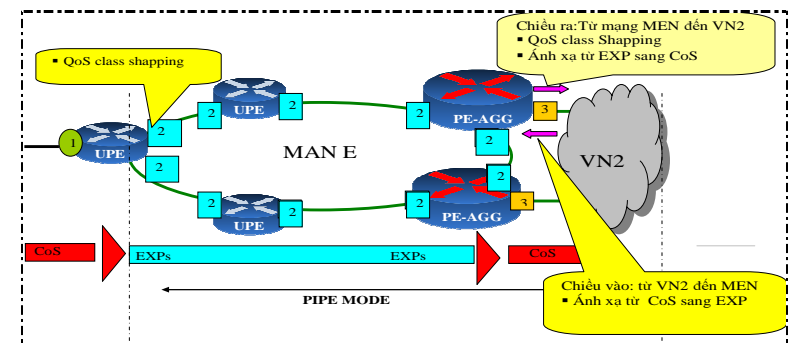 Chiều ra:Từ mạng MEN đến VN2
▪ QoS class Shapping
▪ Ánh xạ từ EXP sang CoS
▪ QoS class shapping
2
UPE
2
2
PE-AGG
3
1
UPE
2
MAN E
2
VN2
2
2
2
UPE
2
2
PE-AGG
3
CoS
EXPs
EXPs
CoS
PIPE MODE
Chiều vào: từ VN2 đến MEN
▪ Ánh xạ từ CoS sang EXP